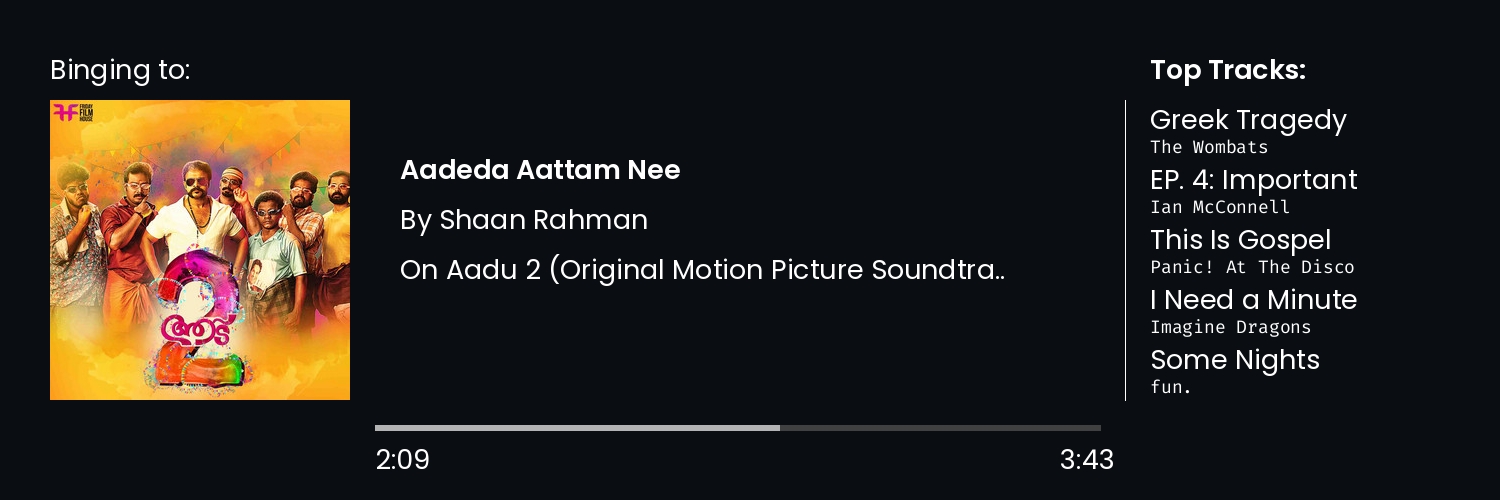 Binging to:
FRIDAY
FILM
HOUSE
ആട്
2
Aadeda Aattam Nee
By Shaan Rahman
On Aadu 2 (Original Motion Picture Soundtra..
2:09
3:43
Top Tracks:
Greek Tragedy
The Wombats
EP. 4: Important
Ian McConnell
This Is Gospel
Panic! At The Disco
I Need a Minute
Imagine Dragons
Some Nights
fun.